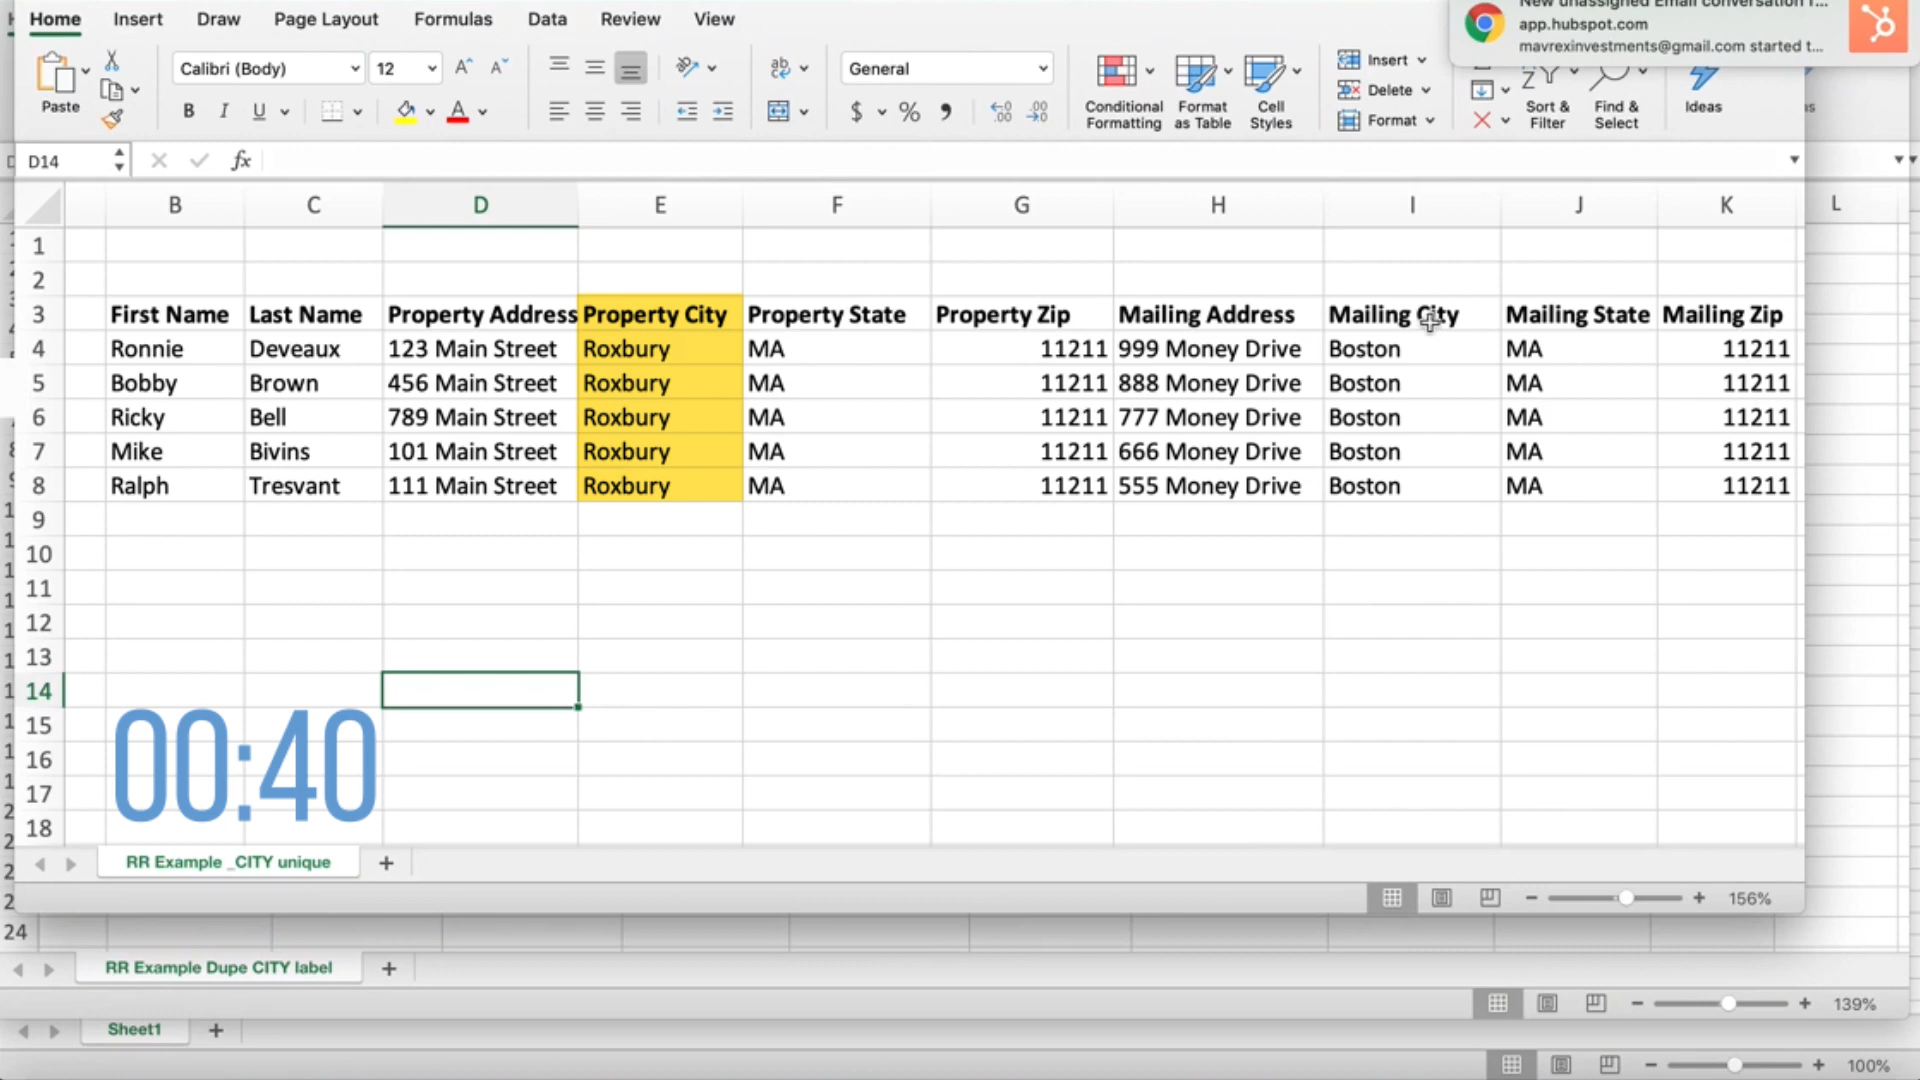 Home Insert Draw Page Layout Formulas Data Review View
New unassigned Email conversation f...
app.hubspot.com
mavrexinvestments@gmail.com started t...
Paste
Calibri (Body) 12
General
B I U
$ %
Conditional Formatting
Format as Table
Cell Styles
Insert
Delete
Format
Sort & Filter
Find & Select
Ideas
D14 fx
B C D E F G H I J K L
1
2
3 First Name Last Name Property Address Property City Property State Property Zip Mailing Address Mailing City Mailing State Mailing Zip
4 Ronnie Deveaux 123 Main Street Roxbury MA 11211 999 Money Drive Boston MA 11211
5 Bobby Brown 456 Main Street Roxbury MA 11211 888 Money Drive Boston MA 11211
6 Ricky Bell 789 Main Street Roxbury MA 11211 777 Money Drive Boston MA 11211
7 Mike Bivins 101 Main Street Roxbury MA 11211 666 Money Drive Boston MA 11211
8 Ralph Tresvant 111 Main Street Roxbury MA 11211 555 Money Drive Boston MA 11211
9
10
11
12
13
14
15
16
17
18
00:40
RR Example _CITY unique +
156%
24
RR Example Dupe CITY label +
139%
Sheet1 +
100%